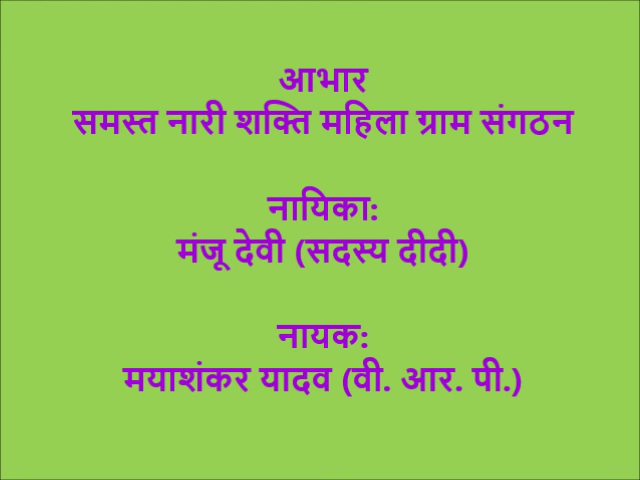 आभार
समस्त नारी शक्ति महिला ग्राम संगठन
नायिका:
मंजू देवी (सदस्य दीदी)
नायक:
मयाशंकर यादव (वी. आर. पी.)